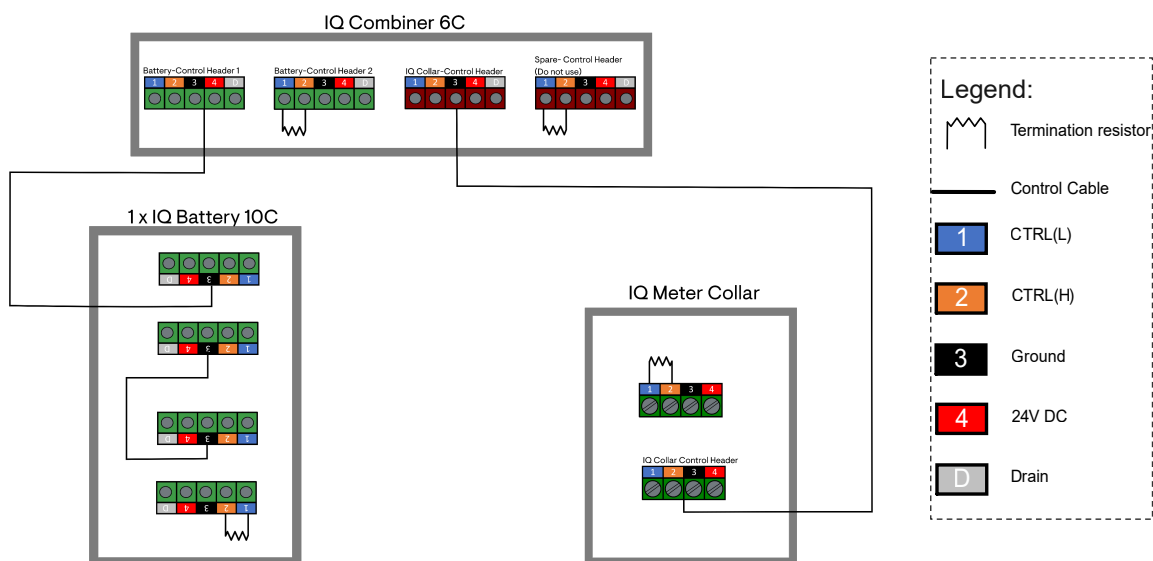 IQ Combiner 6C
Battery-Control Header 1
Battery-Control Header 2
IQ Collar-Control Header
Spare- Control Header
(Do not use)
1 2 3 4 D
1 2 3 4 D
1 2 3 4 D
1 2 3 4 D
1 x IQ Battery 10C
D 4 3 2 1
D 4 3 2 1
D 4 3 2 1
D 4 3 2 1
IQ Meter Collar
1 2 3 4
IQ Collar Control Header
1 2 3 4
Legend:
Termination resistor
Control Cable
1 CTRL(L)
2 CTRL(H)
3 Ground
4 24V DC
D Drain